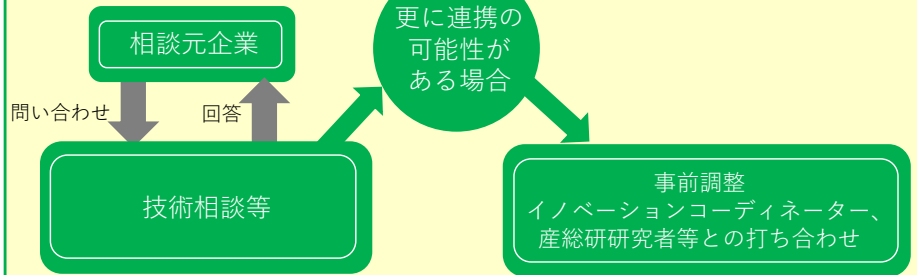 相談元企業
更に連携の
可能性が
ある場合
問い合わせ
回答
技術相談等
事前調整
イノベーションコーディネーター、
産総研研究者等との打ち合わせ